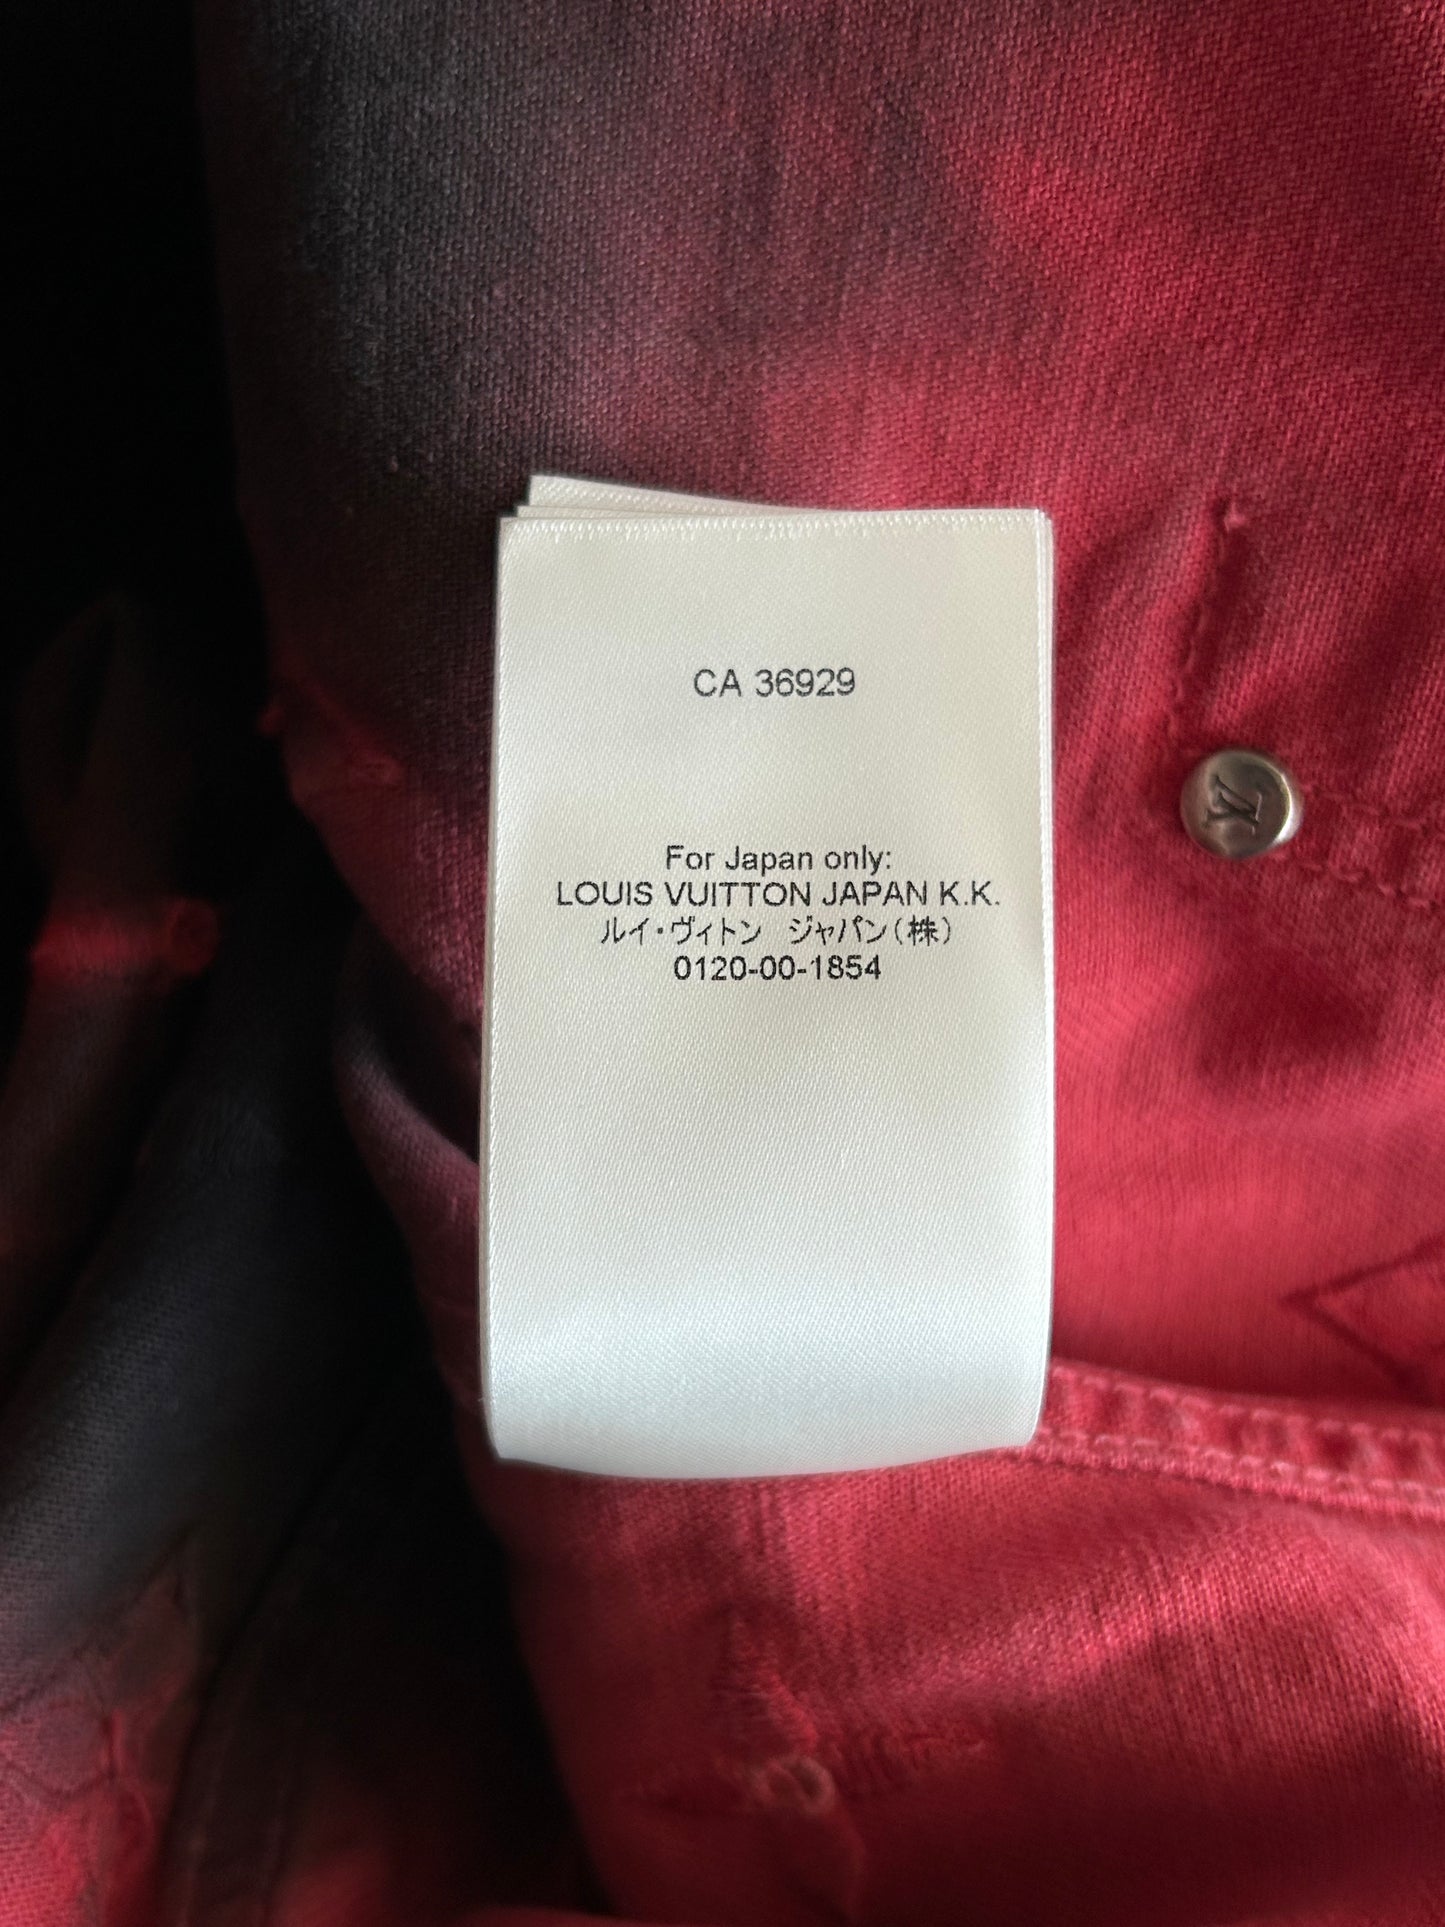 CA 36929
For Japan only:
LOUIS VUITTON JAPAN K.K.
ルイ・ヴィトン ジャパン(株)
0120-00-1854
LV